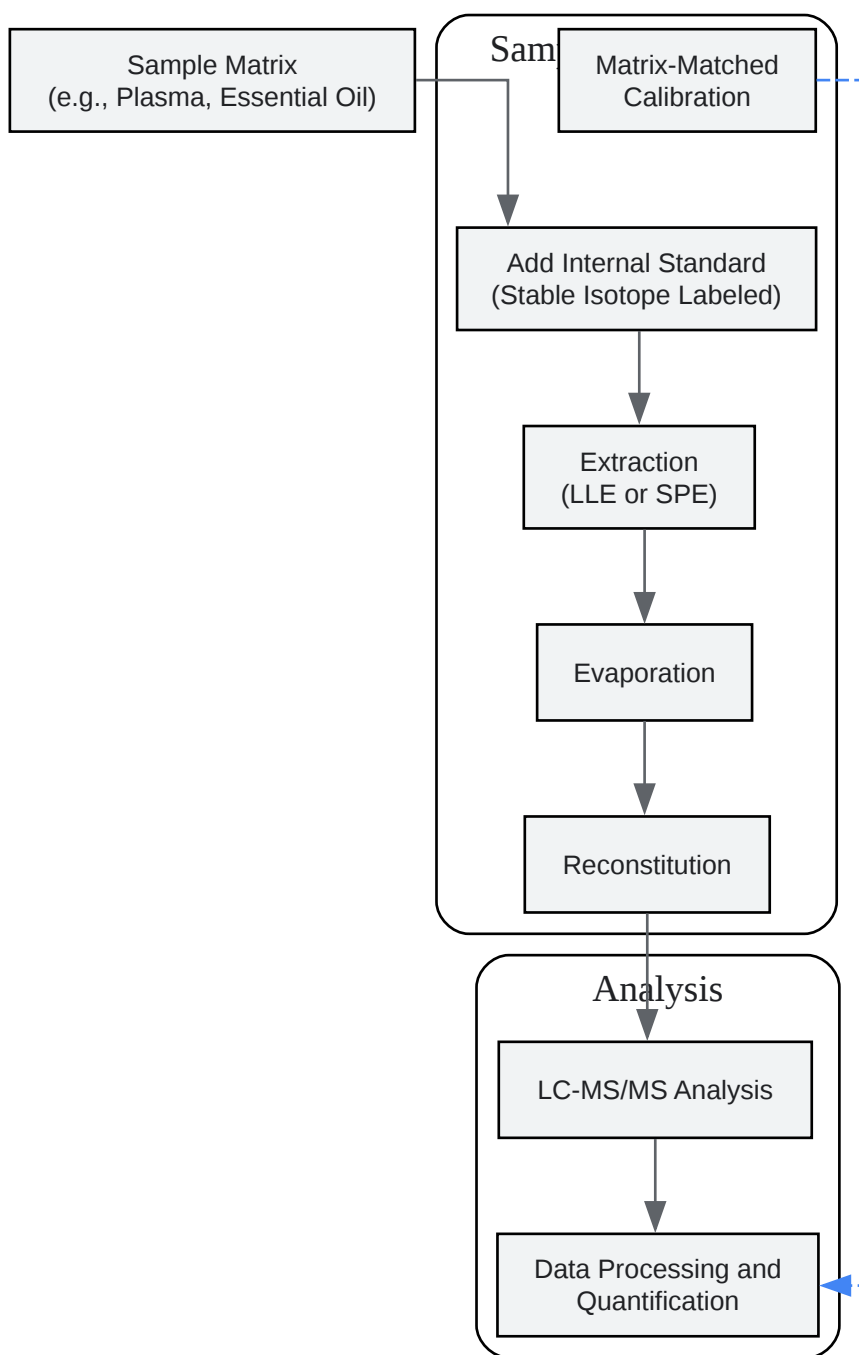 Sample Matrix
(e.g., Plasma, Essential Oil)
Matrix-Matched
Calibration
Add Internal Standard
(Stable Isotope Labeled)
Extraction
(LLE or SPE)
Evaporation
Reconstitution
Analysis
LC-MS/MS Analysis
Data Processing and
Quantification